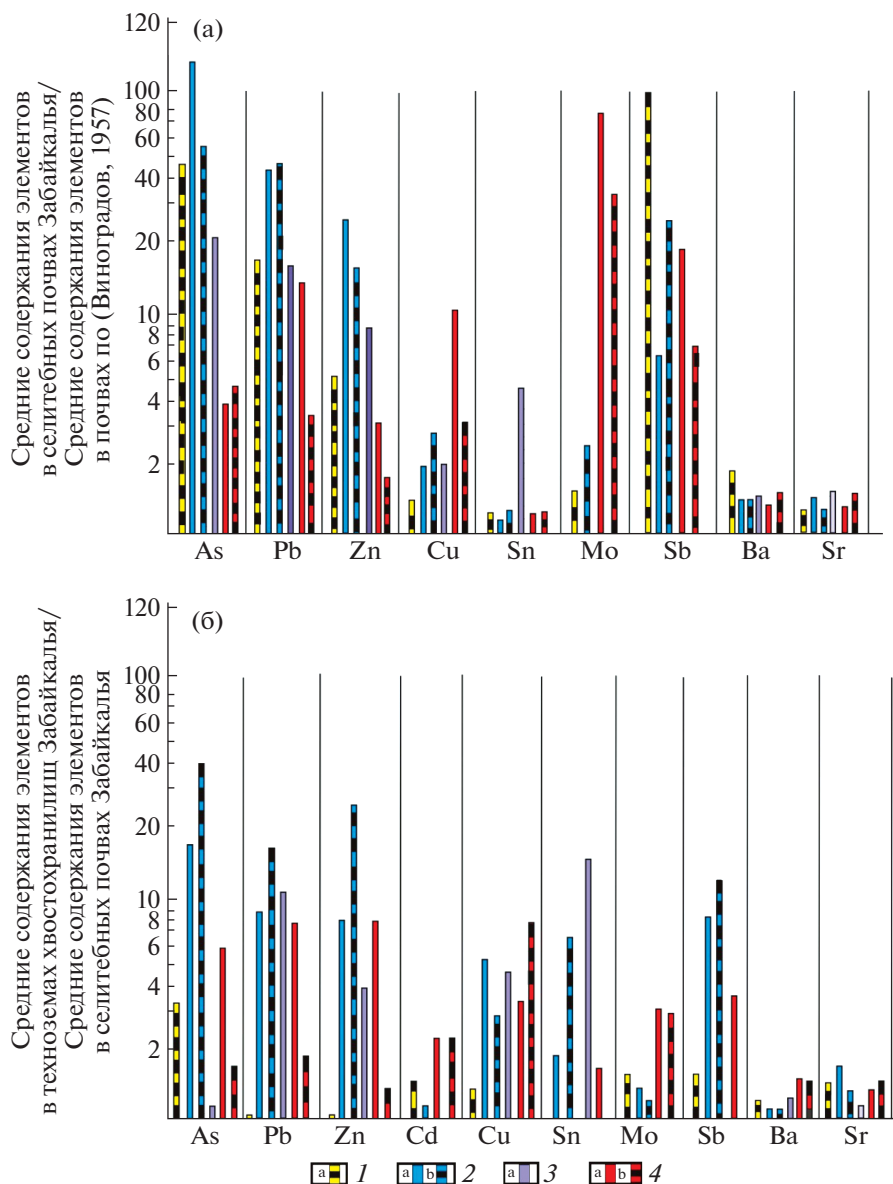 (а)
Средние содержания элементов
в селитебных почвах Забайкалья/
Средние содержания элементов
в почвах по (Виноградов, 1957)
120
100
80
60
40
20
10
8
6
4
2
As Pb Zn Cu Sn Mo Sb Ba Sr
(б)
Средние содержания элементов
в техноземах хвостохранилищ Забайкалья/
Средние содержания элементов
в селитебных почвах Забайкалья
120
100
80
60
40
20
10
8
6
4
2
As Pb Zn Cd Cu Sn Mo Sb Ba Sr
a 1 a b 2 a 3 a b 4